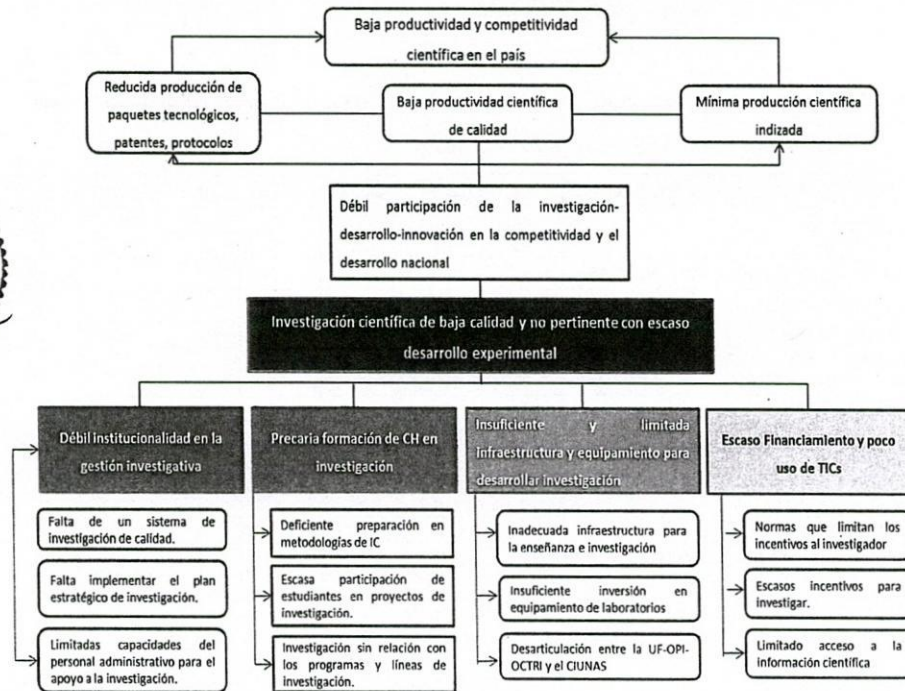 Baja productividad y competitividad
científica en el país
Reducida producción de
paquetes tecnológicos,
patentes, protocolos
Baja productividad científica
de calidad
Mínima producción científica
indizada
Débil participación de la investigación-
desarrollo-innovación en la competitividad y el
desarrollo nacional
Investigación científica de baja calidad y no pertinente con escaso
desarrollo experimental
Débil institucionalidad en la
gestión investigativa
Falta de un sistema de
investigación de calidad.
Falta implementar el plan
estratégico de investigación.
Limitadas capacidades del
personal administrativo para el
apoyo a la investigación.
Precaria formación de CH en
investigación
Deficiente preparación en
metodologías de IC
Escasa participación de
estudiantes en proyectos de
investigación.
Investigación sin relación con
los programas y líneas de
investigación.
Insuficiente y limitada
infraestructura y equipamiento para
desarrollar investigación
Inadecuada infraestructura para
la enseñanza e investigación
Insuficiente inversión en
equipamiento de laboratorios
Desarticulación entre la UF-OPI-
OCTRI y el CIUNAS
Escaso Financiamiento y poco
uso de TICs
Normas que limitan los
incentivos al investigador
Escasos incentivos para
investigar.
Limitado acceso a la
información científica